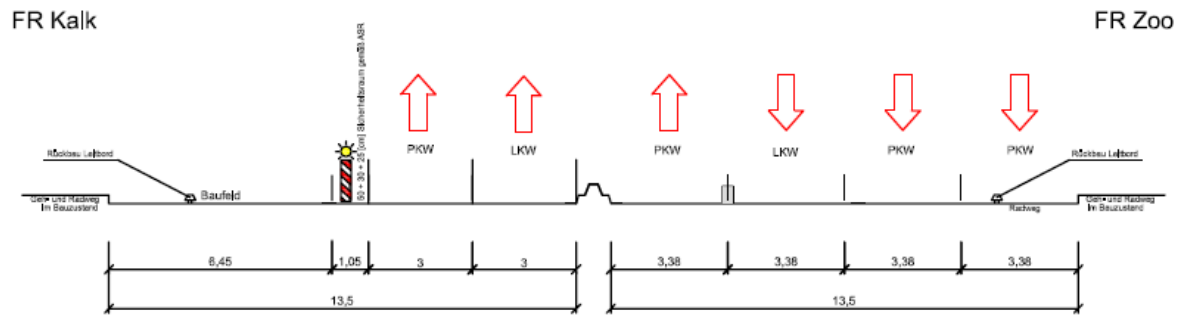 FR Kalk
FR Zoo
50 + 30 + 25 [cm] Sicherheitsraum gemäß ASR
PKW
LKW
PKW
LKW
PKW
PKW
Rückbau Leitbord
Rückbau Leitbord
Geh- und Radweg
im Bauzustand
Baufeld
Radweg
Geh- und Radweg
im Bauzustand
6,45
1,05
3
3
3,38
3,38
3,38
3,38
13,5
13,5